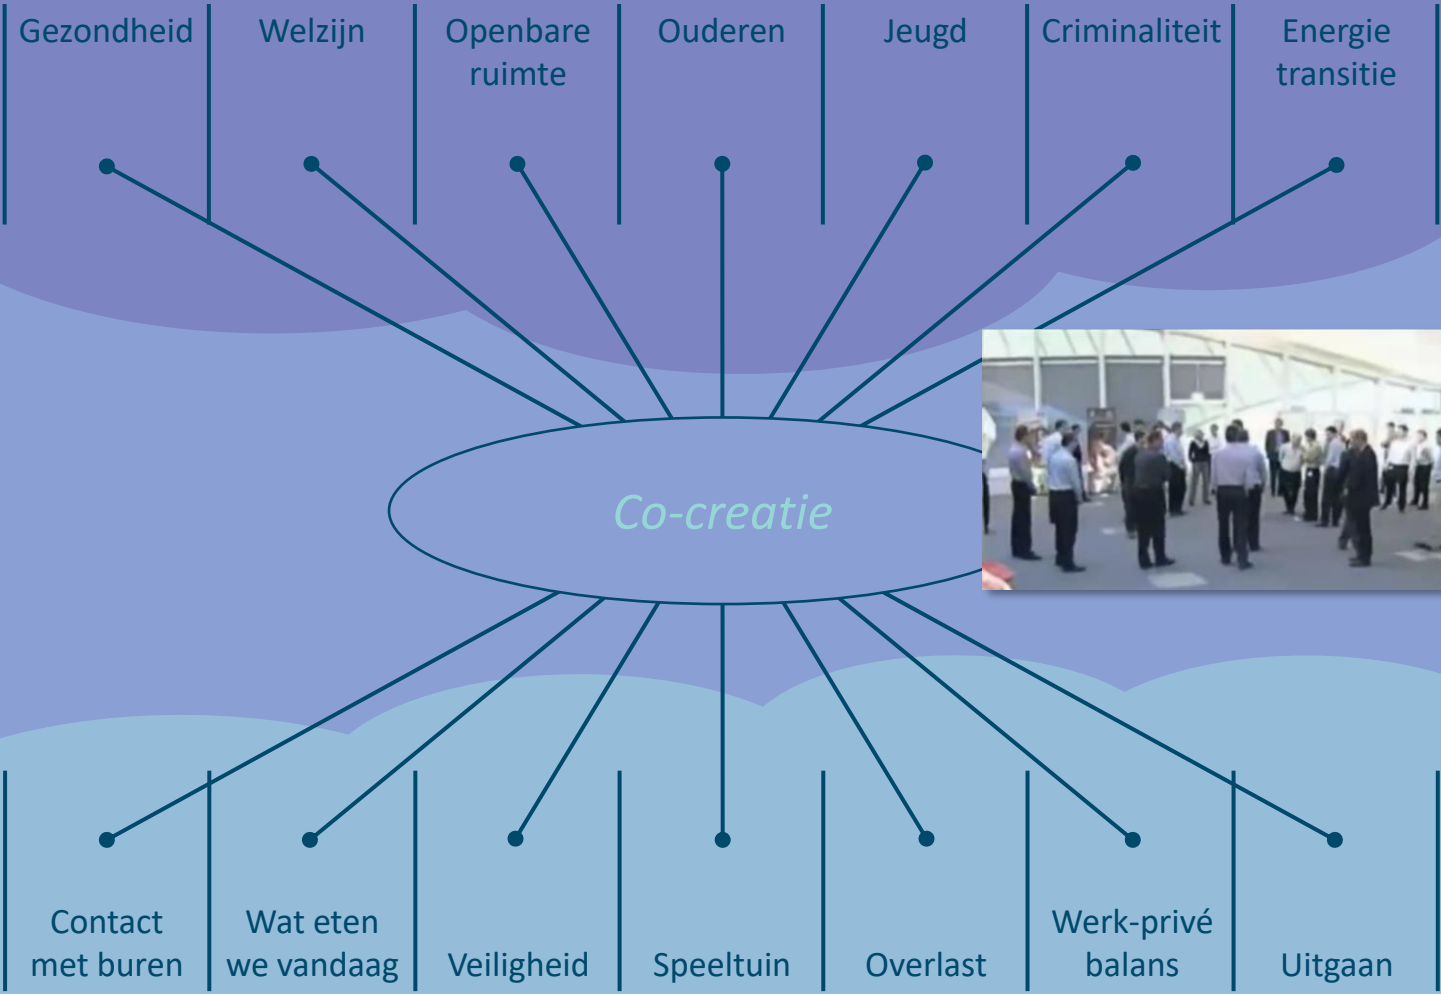 Gezondheid
Welzijn
Openbare
ruimte
Ouderen
Jeugd
Criminaliteit
Energie
transitie
Co-creatie
Contact
met buren
Wat eten
we vandaag
Veiligheid
Speeltuin
Overlast
Werk-privé
balans
Uitgaan